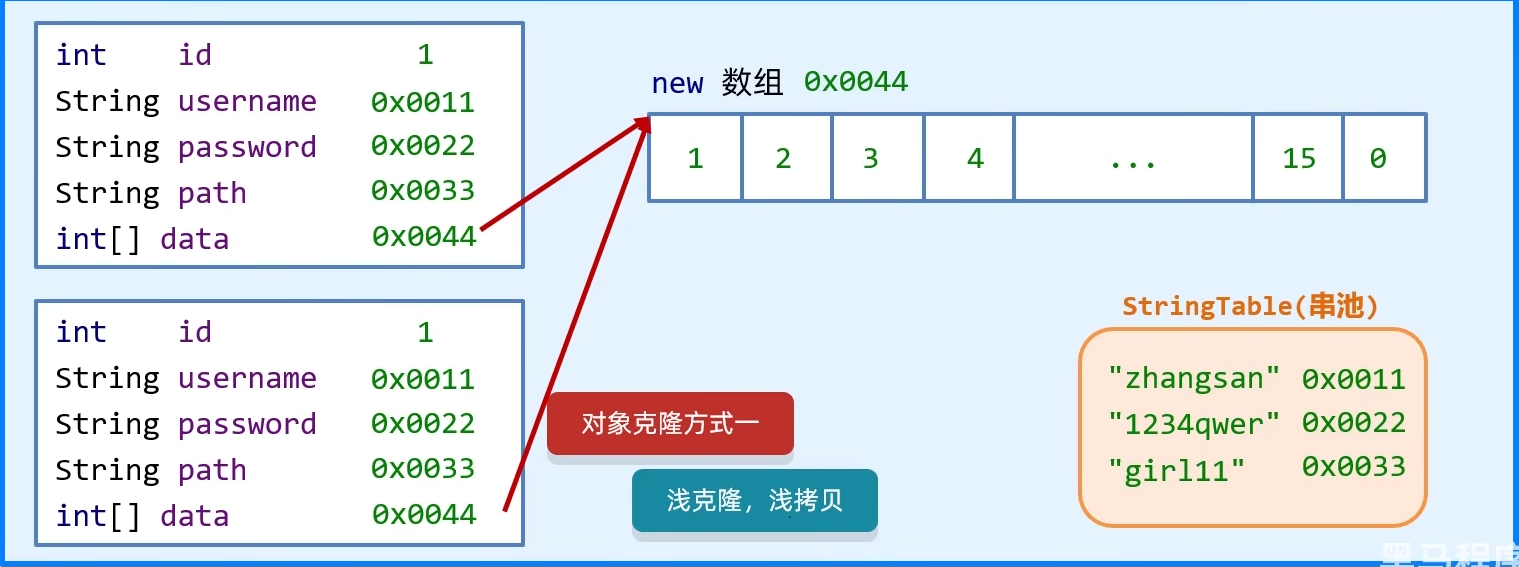 int id 1
String username 0x0011
String password 0x0022
String path 0x0033
int[] data 0x0044
new 数组 0x0044
1 2 3 4 ... 15 0
int id 1
String username 0x0011
String password 0x0022
String path 0x0033
int[] data 0x0044
对象克隆方式一
浅克隆，浅拷贝
StringTable(串池)
"zhangsan" 0x0011
"1234qwer" 0x0022
"girl11" 0x0033
黑马程序